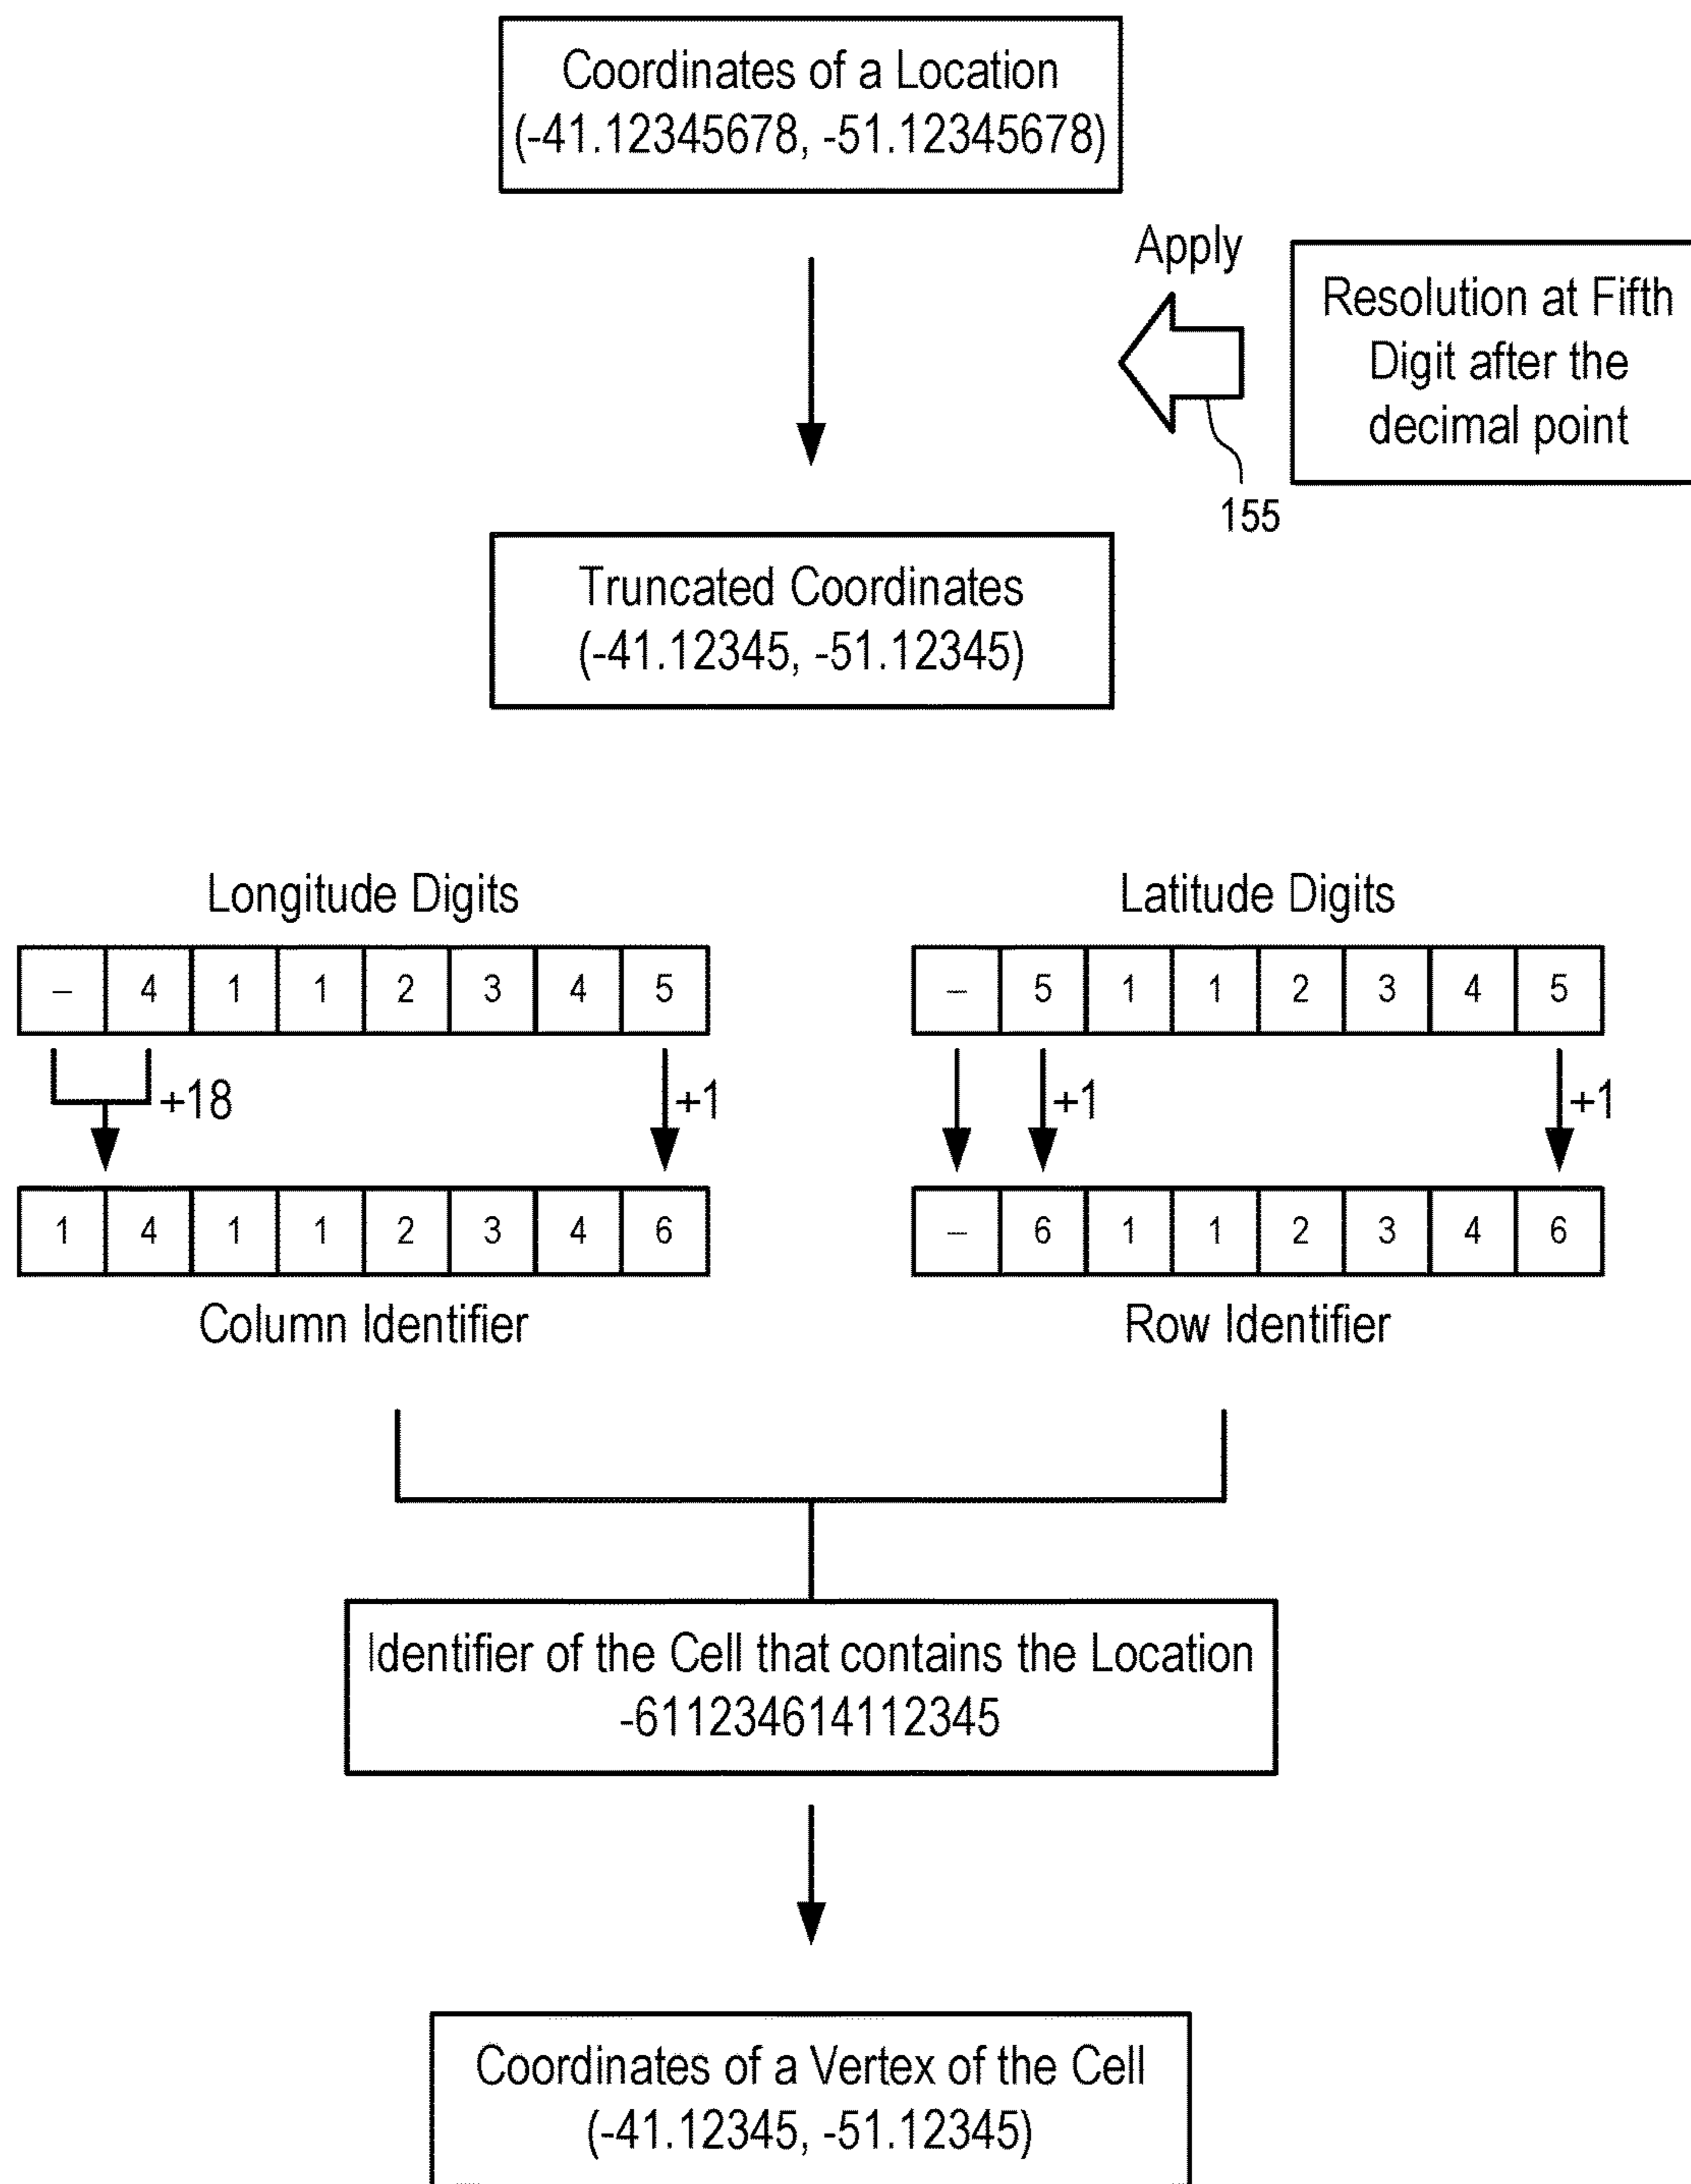 Coordinates of a Location
(-41.12345678, -51.12345678)
Apply
Resolution at Fifth
Digit after the
decimal point
155
Truncated Coordinates
(-41.12345, -51.12345)
Longitude Digits
– 4 1 1 2 3 4 5
+18 +1
1 4 1 1 2 3 4 6
Column Identifier
Latitude Digits
– 5 1 1 2 3 4 5
+1 +1
– 6 1 1 2 3 4 6
Row Identifier
Identifier of the Cell that contains the Location
-611234614112345
Coordinates of a Vertex of the Cell
(-41.12345, -51.12345)